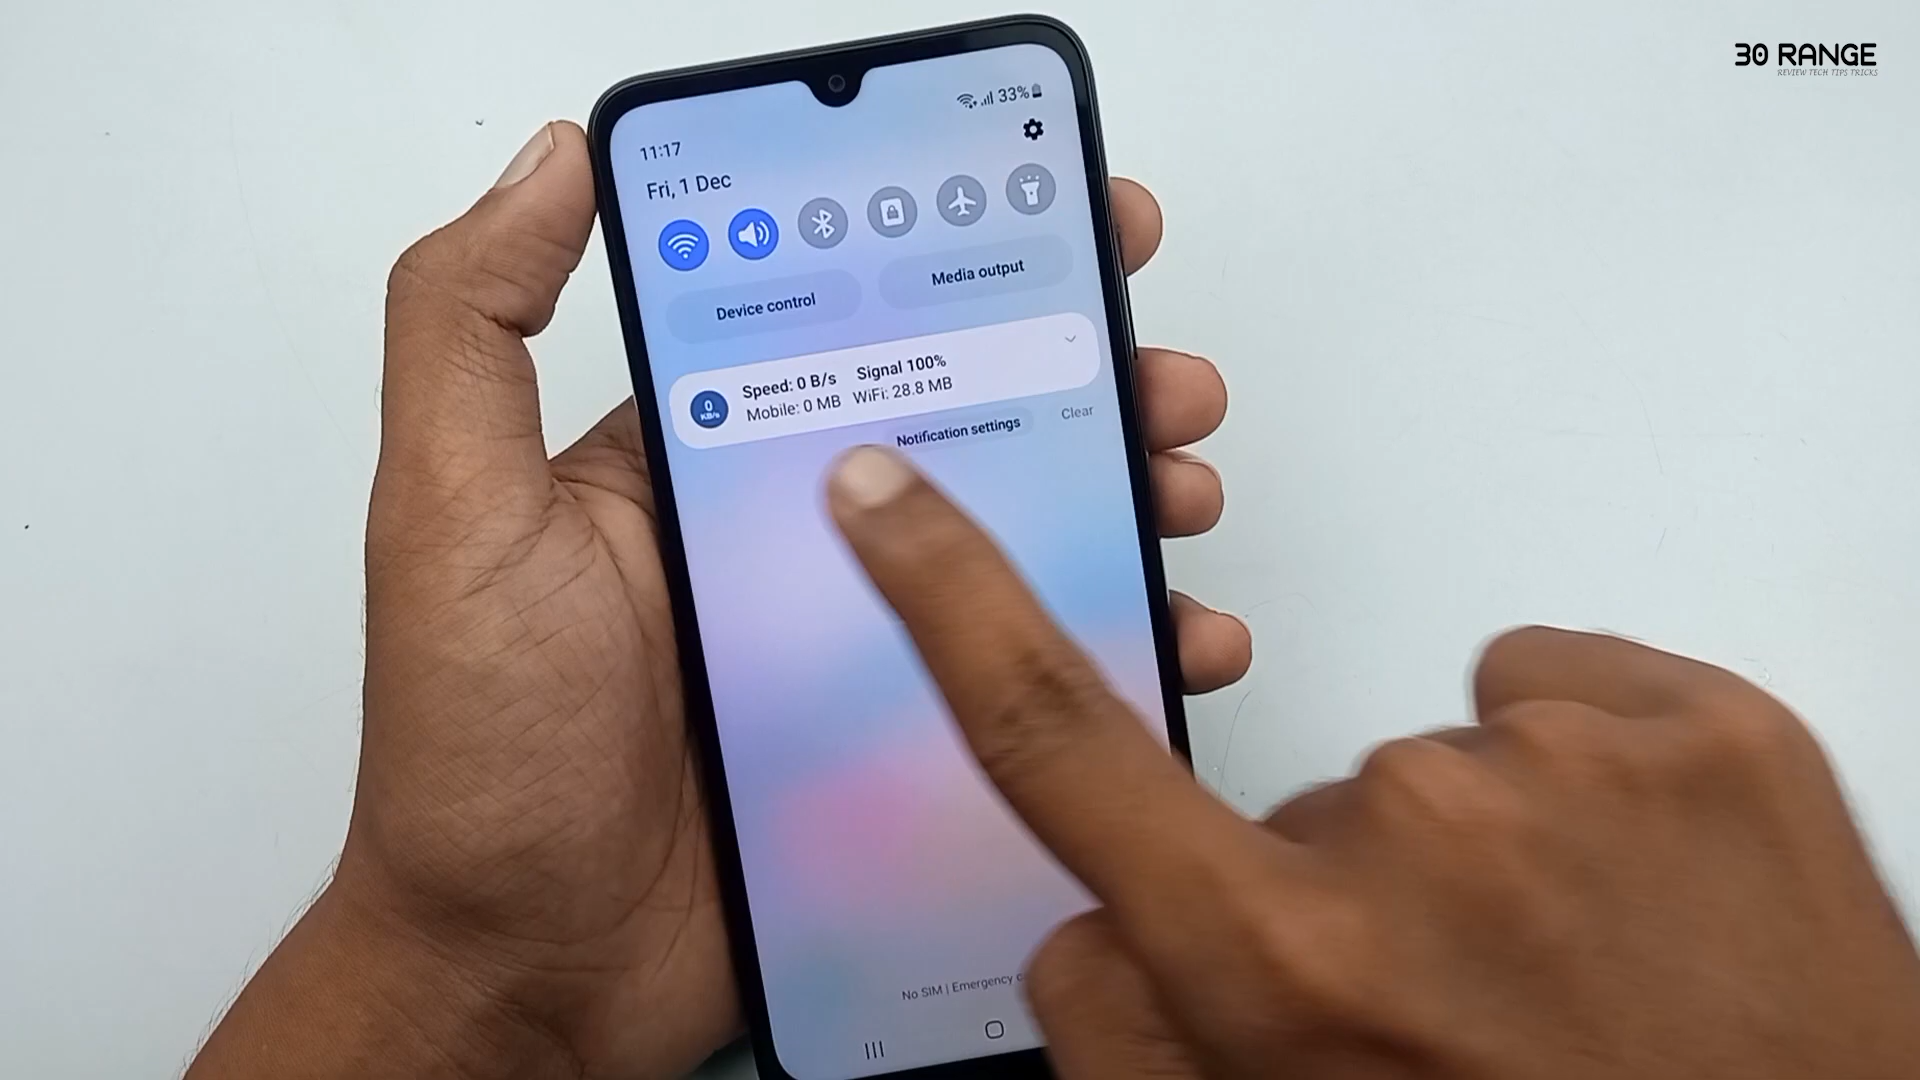 30 RANGE
REVIEW TECH TIPS TRICKS
33%
11:17
Fri, 1 Dec
Device control
Media output
0
KB/s
Speed: 0 B/s Signal 100%
Mobile: 0 MB WiFi: 28.8 MB
Notification settings
Clear
No SIM | Emergency